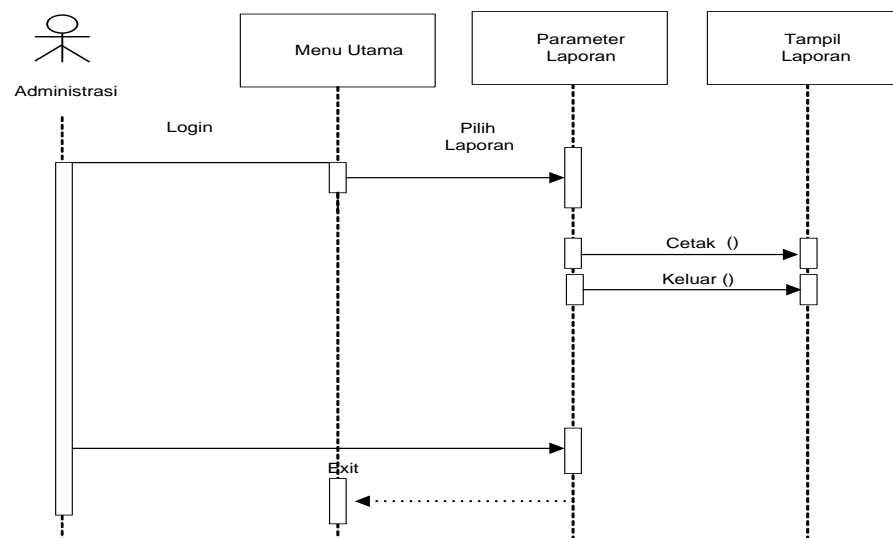 Menu Utama
Parameter
Laporan
Tampil
Laporan
Administrasi
Login
Pilih
Laporan
Cetak ()
Keluar ()
Exit